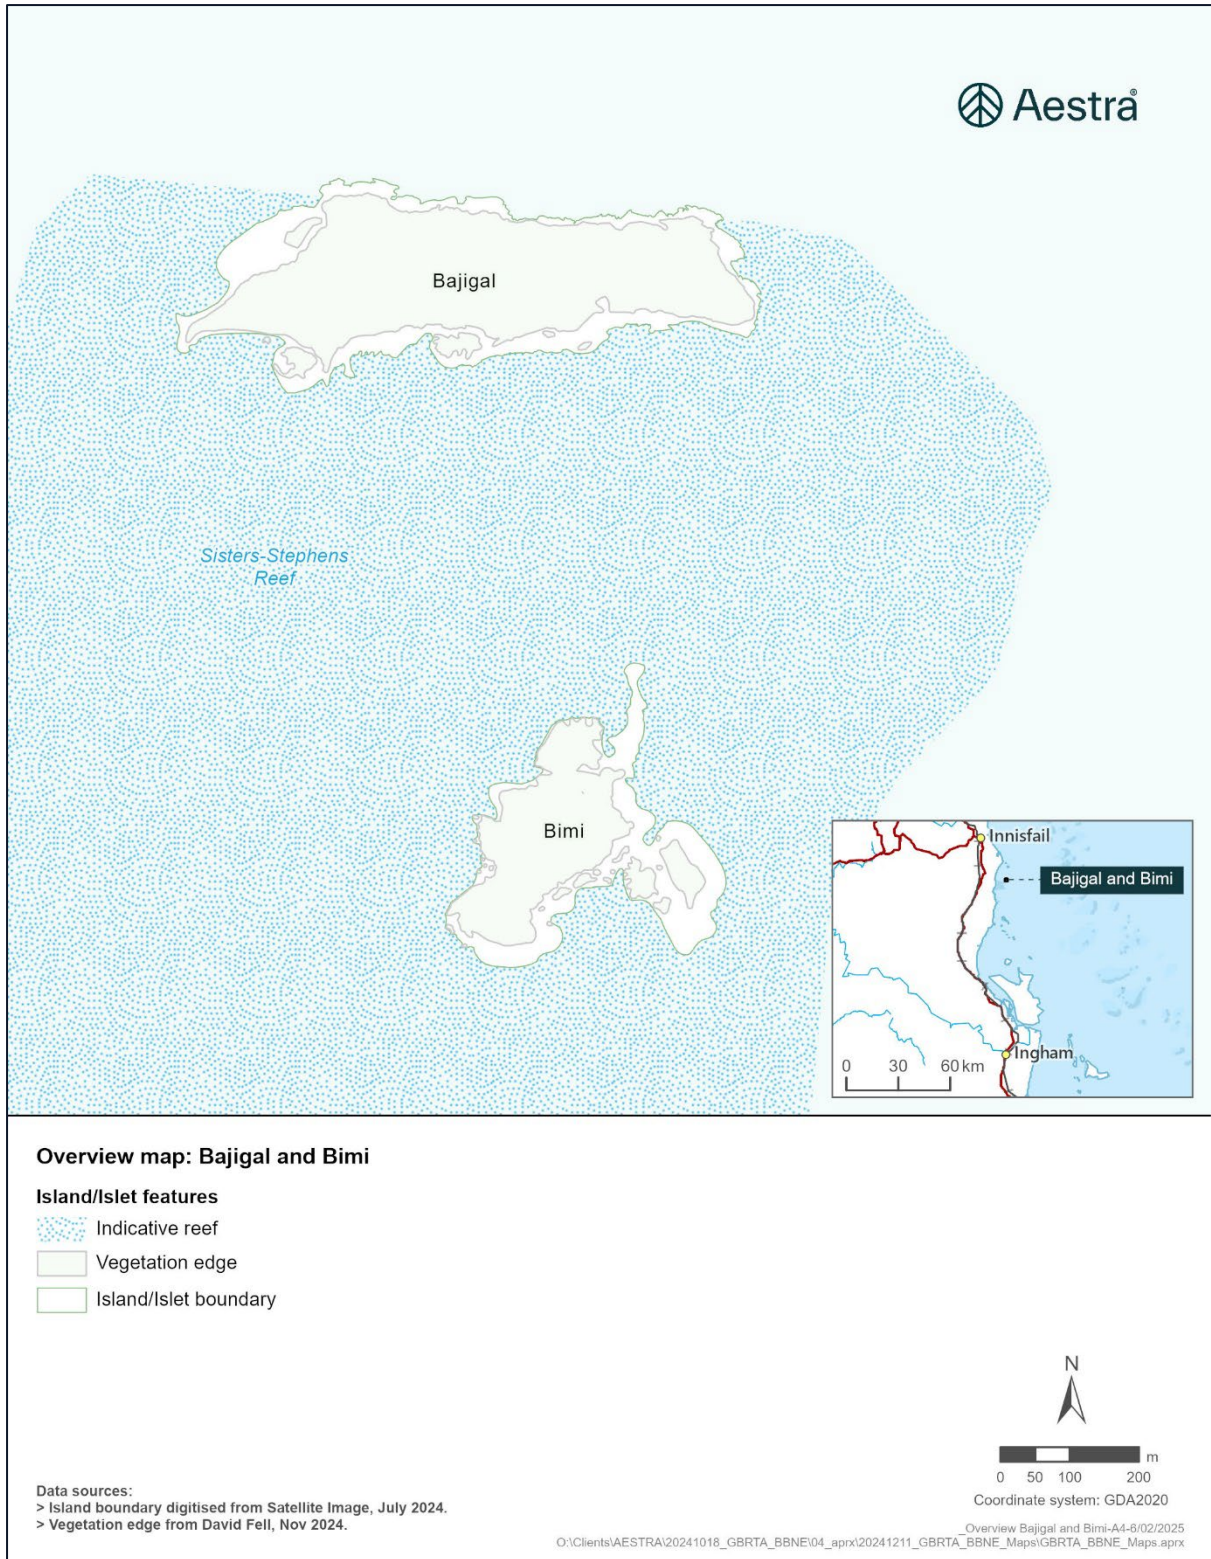 Aestra®
Bajigal
Sisters-Stephens
Reef
Bimi
Innisfail
Bajigal and Bimi
Ingham
0 30 60 km
Overview map: Bajigal and Bimi
Island/Islet features
Indicative reef
Vegetation edge
Island/Islet boundary
N
m
0 50 100 200
Coordinate system: GDA2020
Data sources:
> Island boundary digitised from Satellite Image, July 2024.
> Vegetation edge from David Fell, Nov 2024.
_Overview Bajigal and Bimi-A4-6/02/2025
O:\Clients\AESTRA\20241018_GBRTA_BBNE\04_aprx\20241211_GBRTA_BBNE_Maps\GBRTA_BBNE_Maps.aprx